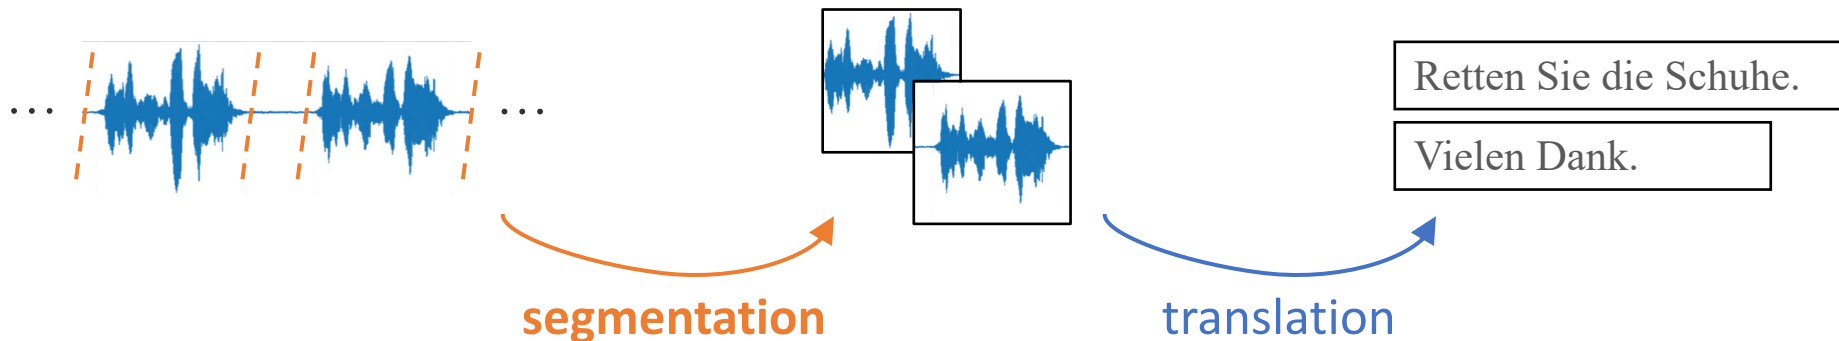 ... ...
Retten Sie die Schuhe.
Vielen Dank.
segmentation
translation